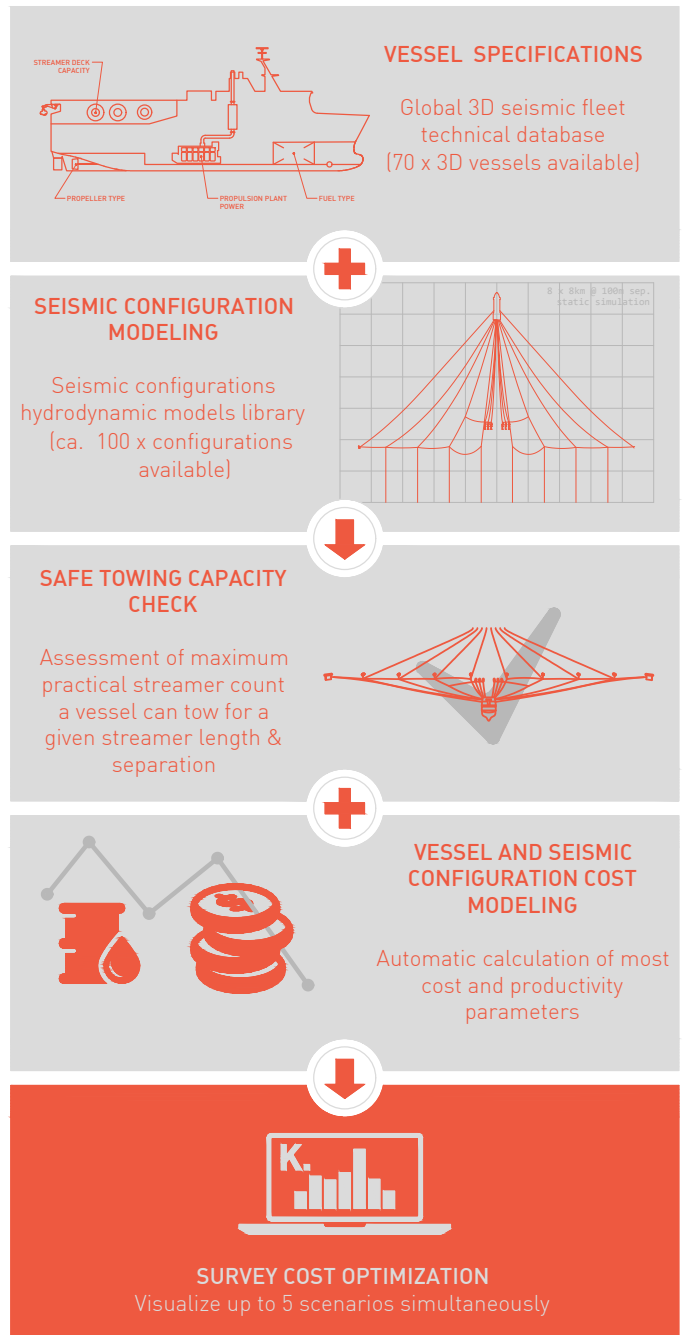 STREAMER DECK
CAPACITY
PROPELLER TYPE
PROPULSION PLANT
POWER
FUEL TYPE
VESSEL SPECIFICATIONS
Global 3D seismic fleet
technical database
(70 x 3D vessels available)
SEISMIC CONFIGURATION
MODELING
Seismic configurations
hydrodynamic models library
(ca. 100 x configurations
available)
8 x 8km @ 100m sep.
static simulation
SAFE TOWING CAPACITY
CHECK
Assessment of maximum
practical streamer count
a vessel can tow for a
given streamer length &
separation
VESSEL AND SEISMIC
CONFIGURATION COST
MODELING
Automatic calculation of most
cost and productivity
parameters
K.
SURVEY COST OPTIMIZATION
Visualize up to 5 scenarios simultaneously